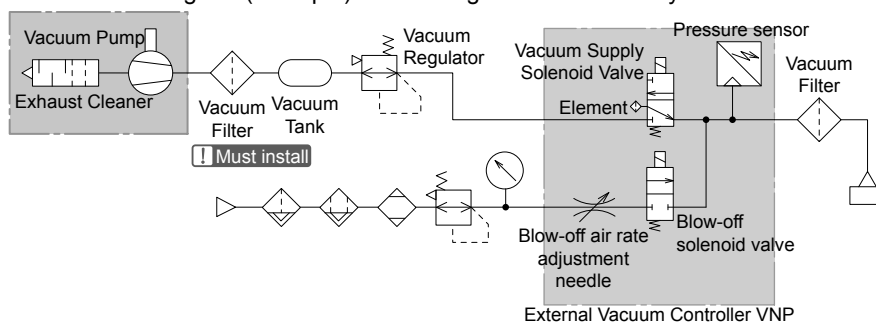 Vacuum Pump
Exhaust Cleaner
Vacuum
Filter
! Must install
Vacuum
Tank
Vacuum
Regulator
Vacuum Supply
Solenoid Valve
Element
Pressure sensor
Vacuum
Filter
Blow-off air rate
adjustment
needle
Blow-off
solenoid valve
External Vacuum Controller VNP